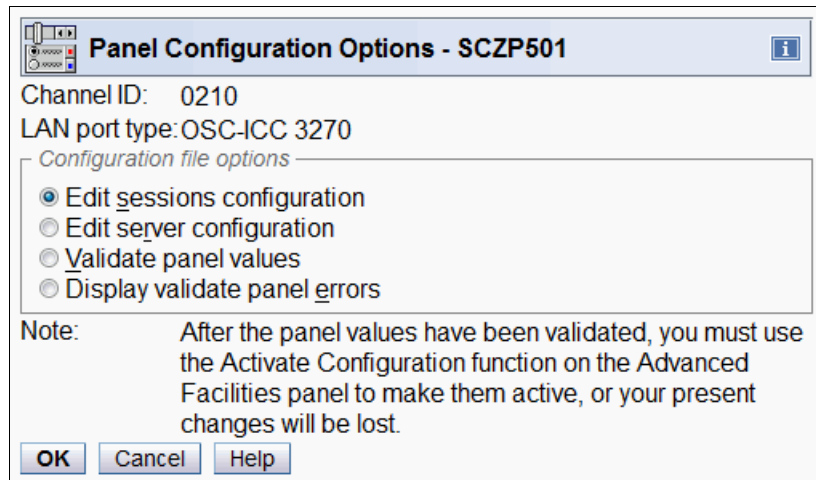 Panel Configuration Options - SCZP501
Channel ID: 0210
LAN port type: OSC-ICC 3270
Configuration file options
Edit sessions configuration
Edit server configuration
Validate panel values
Display validate panel errors
Note: After the panel values have been validated, you must use
the Activate Configuration function on the Advanced
Facilities panel to make them active, or your present
changes will be lost.
OK Cancel Help